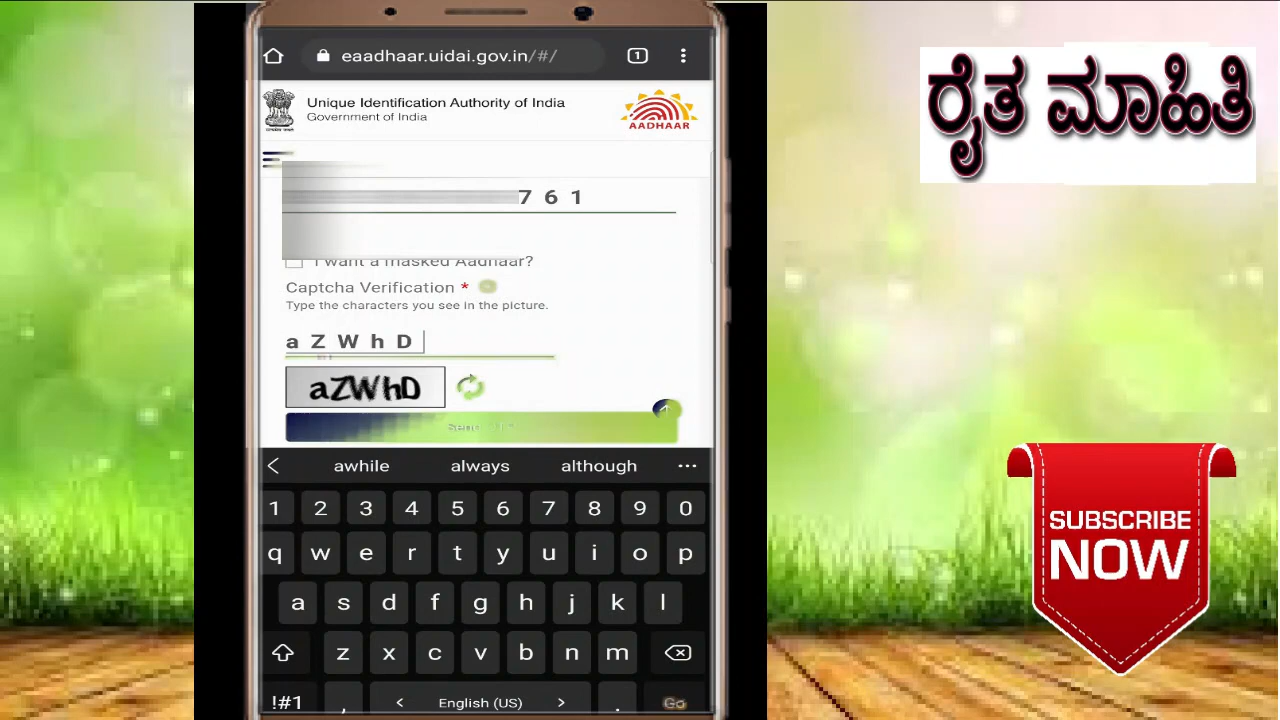 eaadhaar.uidai.gov.in/#/
1
Unique Identification Authority of India
Government of India
AADHAAR
7 6 1
I want a masked Aadhaar?
Captcha Verification *
Type the characters you see in the picture.
a Z W h D
aZWhD
Send
awhile always although
1 2 3 4 5 6 7 8 9 0
q w e r t y u i o p
a s d f g h j k l
z x c v b n m
!#1 , < English (US) > . Go
ರೈತ ಮಾಹಿತಿ
SUBSCRIBE
NOW